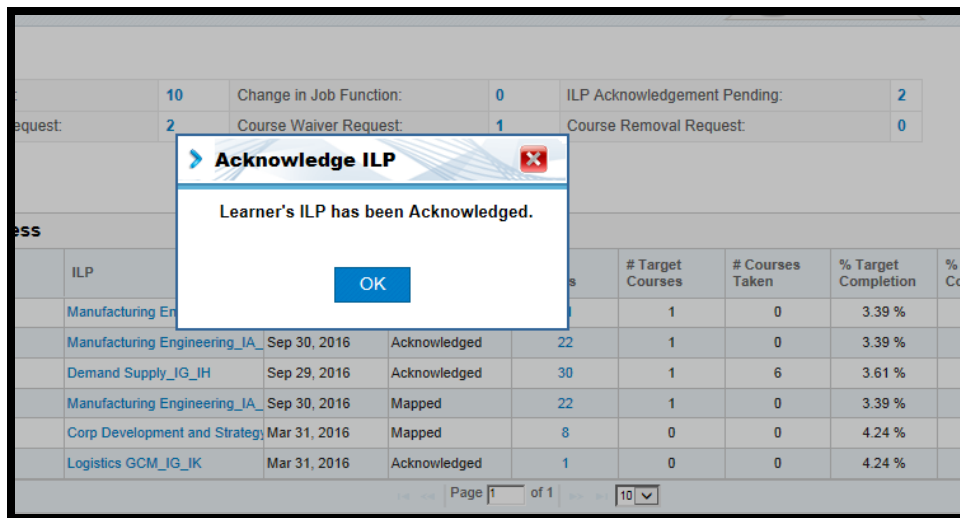 : 10 Change in Job Function: 0 ILP Acknowledgement Pending: 2
equest: 2 Course Waiver Request: 1 Course Removal Request: 0
Acknowledge ILP
Learner's ILP has been Acknowledged.
OK
ess
ILP s # Target Courses # Courses Taken % Target Completion % Co
Manufacturing En 1 0 3.39 %
Manufacturing Engineering_IA_ Sep 30, 2016 Acknowledged 22 1 0 3.39 %
Demand Supply_IG_IH Sep 29, 2016 Acknowledged 30 1 6 3.61 %
Manufacturing Engineering_IA_ Sep 30, 2016 Mapped 22 1 0 3.39 %
Corp Development and Strategy Mar 31, 2016 Mapped 8 0 0 4.24 %
Logistics GCM_IG_IK Mar 31, 2016 Acknowledged 1 0 0 4.24 %
Page 1 of 1 10